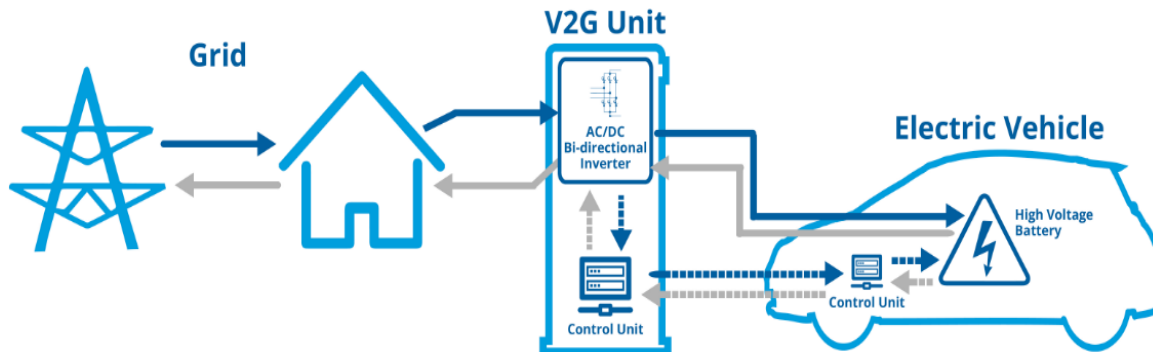 Grid
V2G Unit
AC/DC
Bi-directional
Inverter
Control Unit
Electric Vehicle
High Voltage
Battery
Control Unit